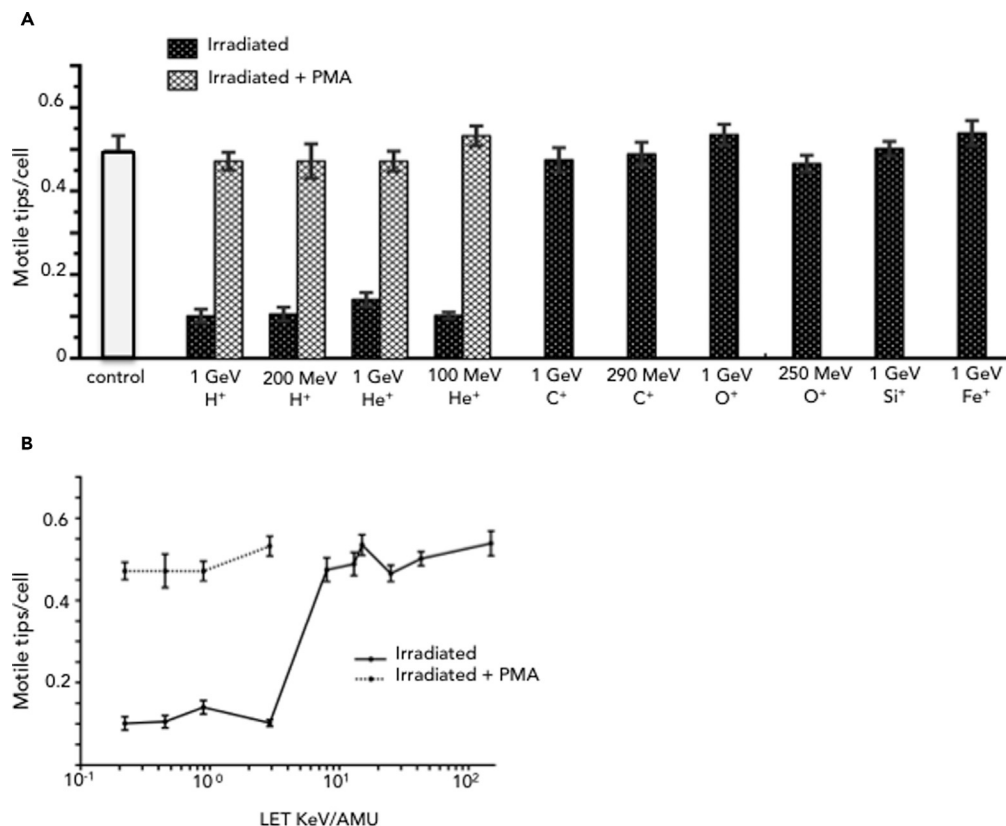 A
Irradiated
Irradiated + PMA
Motile tips/cell
0.6
0.4
0.2
0
control
1 GeV H⁺
200 MeV H⁺
1 GeV He⁺
100 MeV He⁺
1 GeV C⁺
290 MeV C⁺
1 GeV O⁺
250 MeV O⁺
1 GeV Si⁺
1 GeV Fe⁺
B
Motile tips/cell
0.6
0.4
0.2
Irradiated
Irradiated + PMA
10⁻¹
10⁰
10¹
10²
LET KeV/AMU